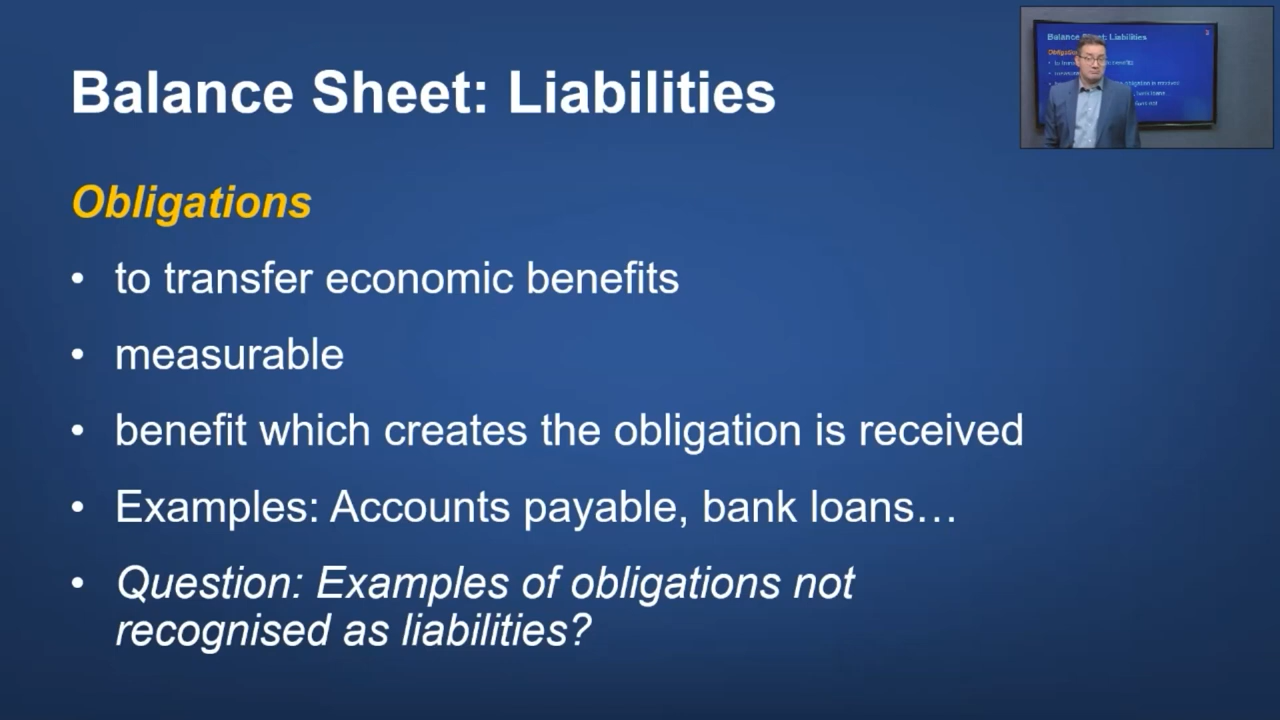 Balance Sheet: Liabilities
Obligations
• to transfer economic benefits
• measurable
• benefit which creates the obligation is received
• Examples: Accounts payable, bank loans…
• Question: Examples of obligations not
recognised as liabilities?